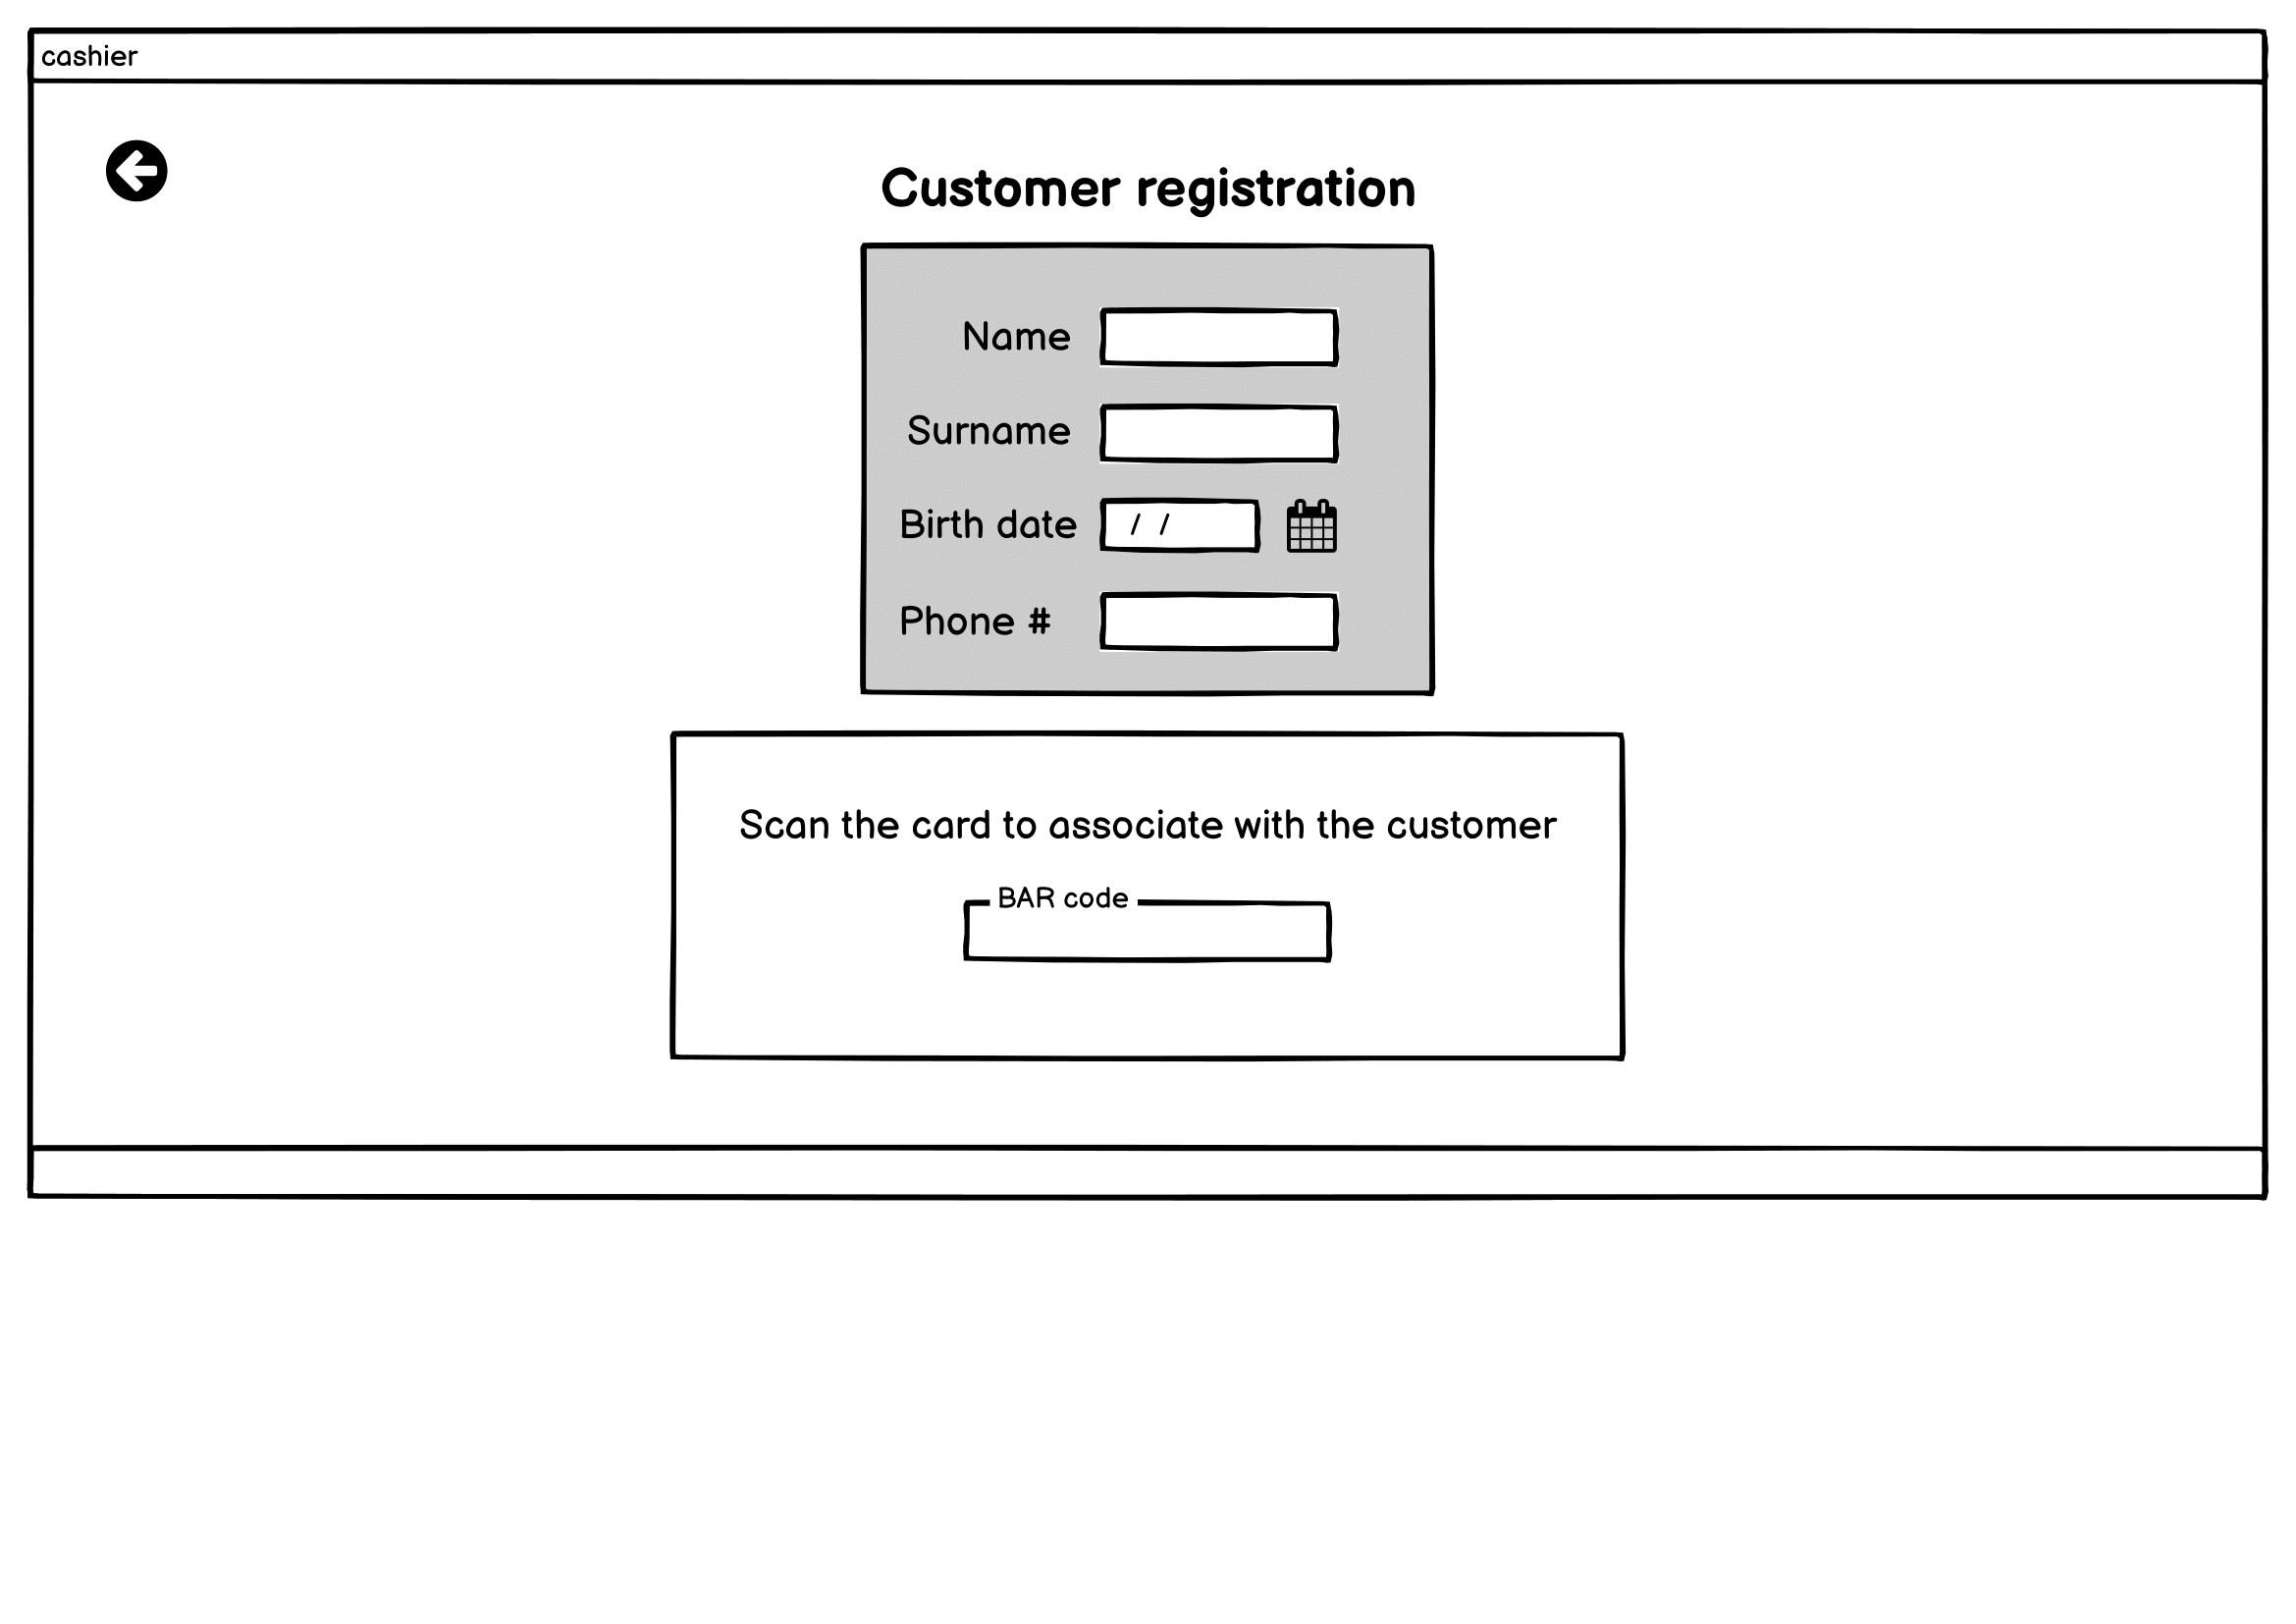 cashier
Customer registration
Name
Surname
Birth date / /
Phone #
Scan the card to associate with the customer
BAR code